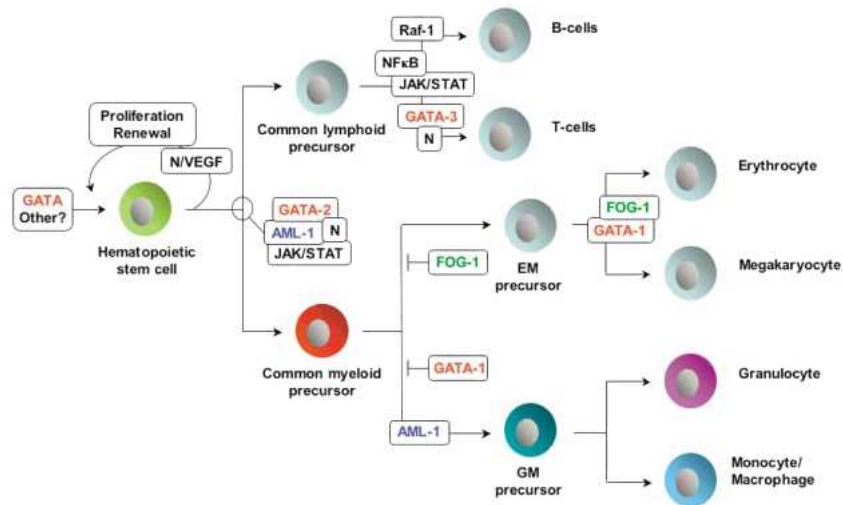 Raf-1
B-cells
NFκB
JAK/STAT
GATA-3
N
T-cells
Common lymphoid
precursor
Proliferation
Renewal
N/VEGF
GATA
Other?
Hematopoietic
stem cell
GATA-2
AML-1
N
JAK/STAT
Erythrocyte
FOG-1
GATA-1
EM
precursor
FOG-1
Megakaryocyte
Common myeloid
precursor
GATA-1
AML-1
GM
precursor
Granulocyte
Monocyte/
Macrophage